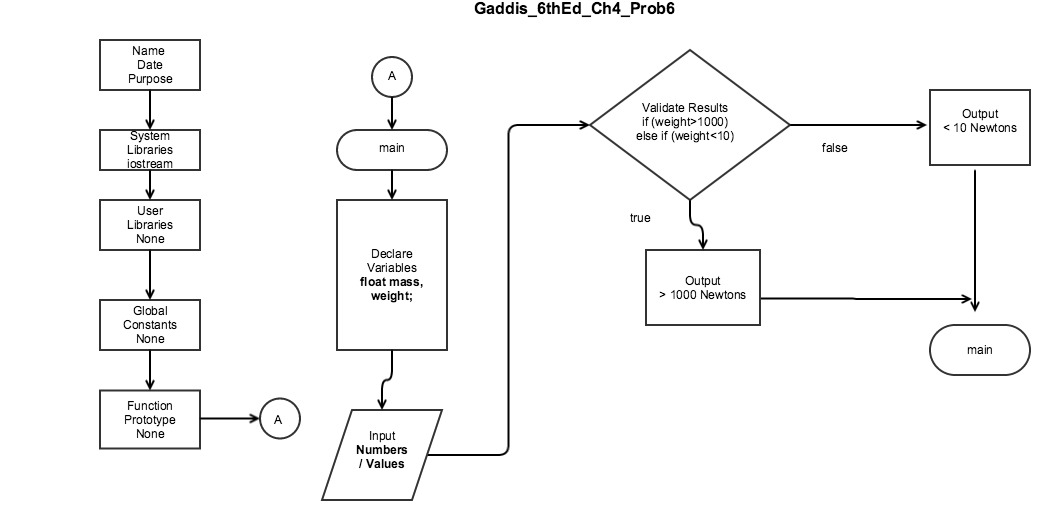 Gaddis_6thEd_Ch4_Prob6
Name
Date
Purpose
System
Libraries
iostream
User
Libraries
None
Global
Constants
None
Function
Prototype
None
A
A
main
Declare
Variables
float mass,
weight;
Input
Numbers
/ Values
Validate Results
if (weight>1000)
else if (weight<10)
false
true
Output
> 1000 Newtons
Output
< 10 Newtons
main